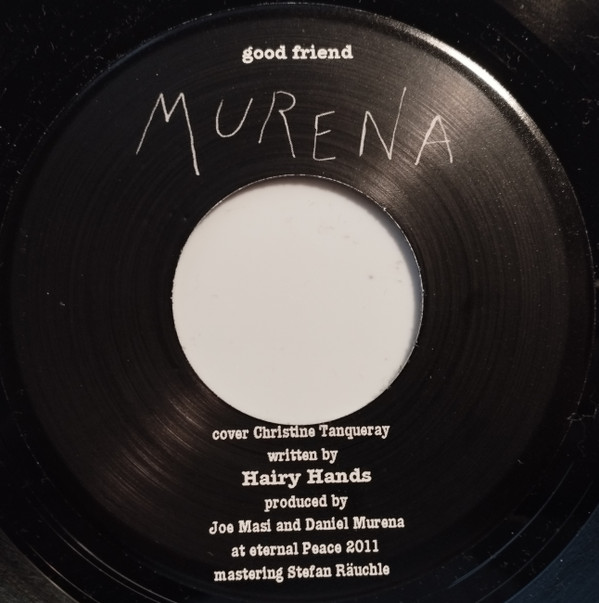 good friend
MURENA
cover Christine Tanqueray
written by
Hairy Hands
produced by
Joe Masi and Daniel Murena
at eternal Peace 2011
mastering Stefan Räuchle